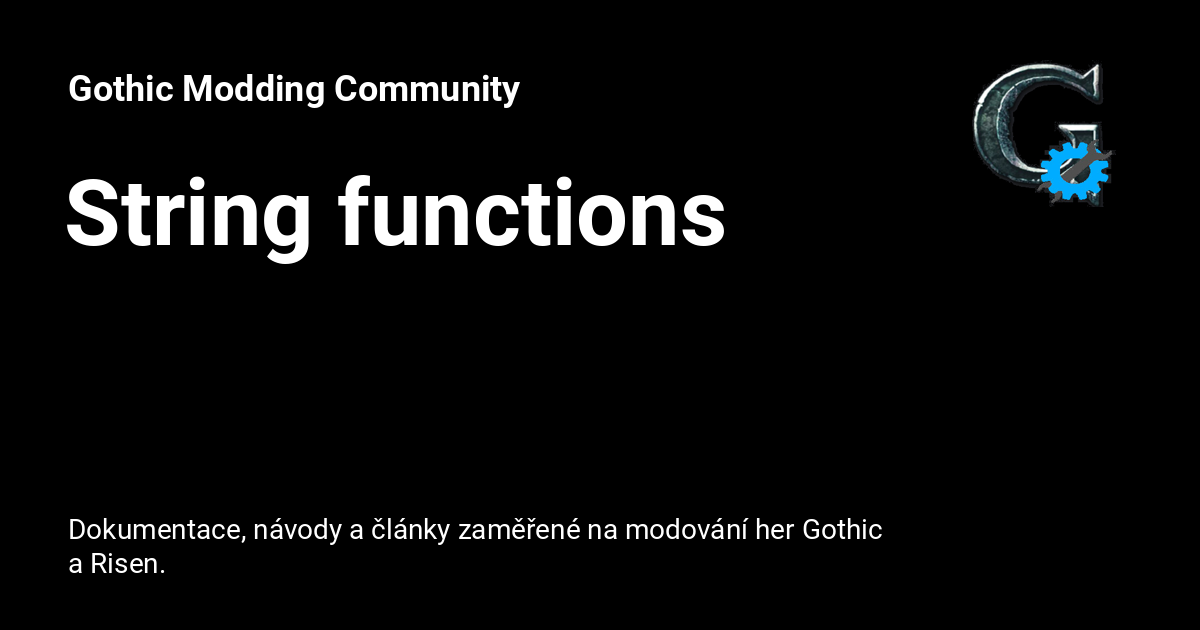 Gothic Modding Community
String functions
Dokumentace, návody a články zaměřené na modování her Gothic
a Risen.